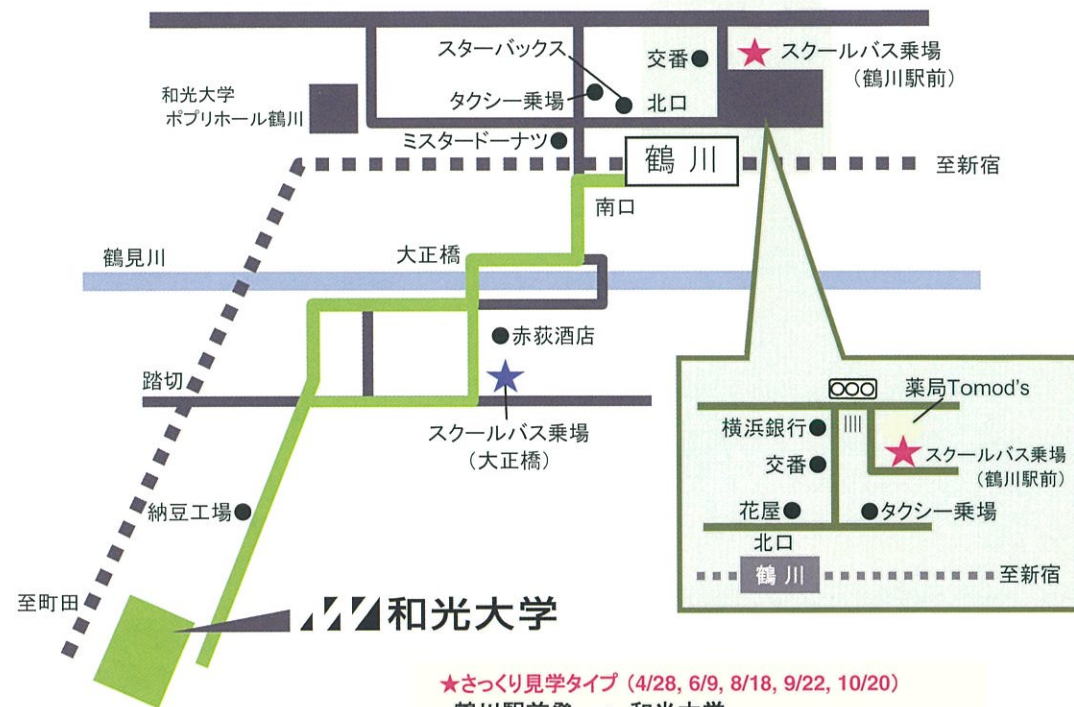 スターバックス
交番
スクールバス乗場
（鶴川駅前）
和光大学
ポプリホール鶴川
タクシー乗場
北口
ミスタードーナツ
鶴川
至新宿
南口
鶴見川
大正橋
赤荻酒店
踏切
スクールバス乗場
（大正橋）
薬局Tomod's
横浜銀行
スクールバス乗場
（鶴川駅前）
交番
花屋
タクシー乗場
北口
鶴川
至新宿
納豆工場
至町田
和光大学
★さっくり見学タイプ（4/28, 6/9, 8/18, 9/22, 10/20）